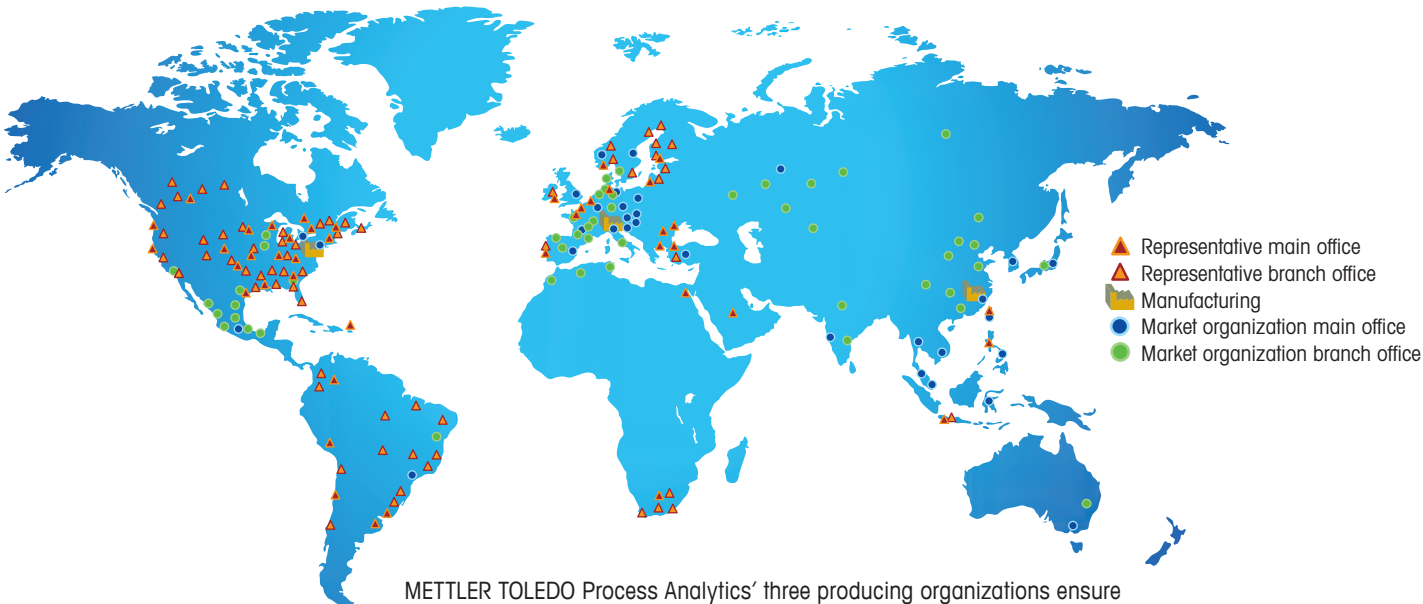 Representative main office
Representative branch office
Manufacturing
Market organization main office
Market organization branch office
METTLER TOLEDO Process Analytics’ three producing organizations ensure